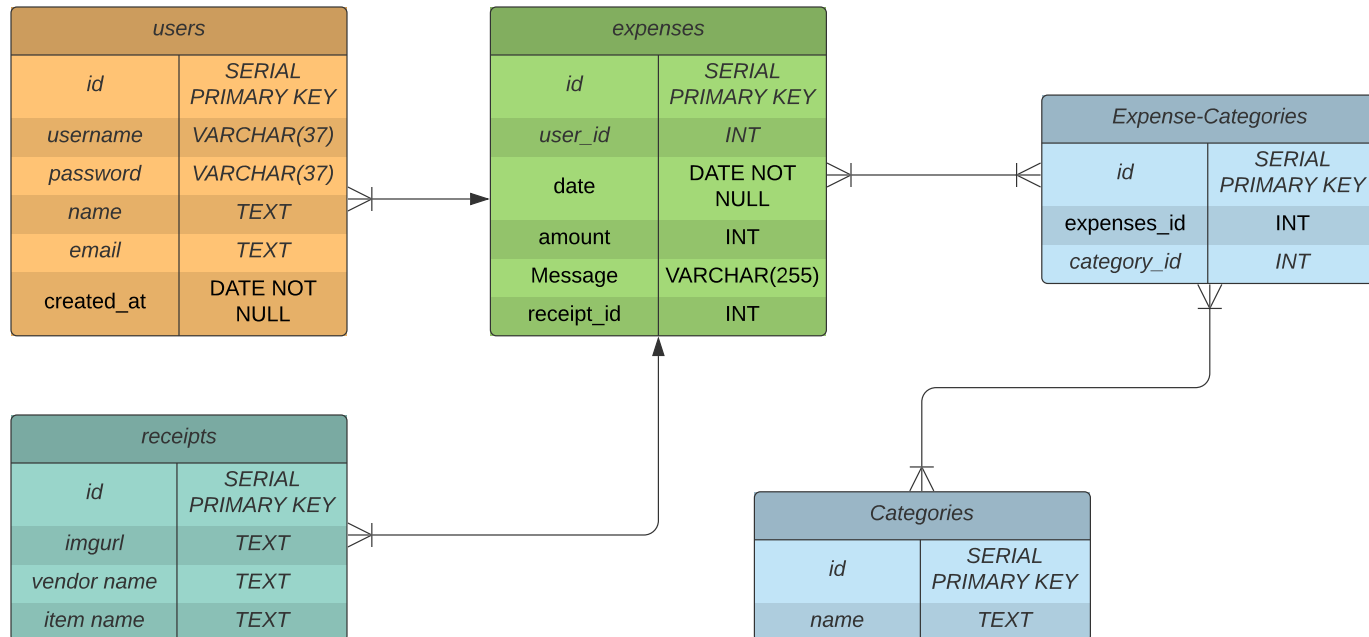 users
id
SERIAL
PRIMARY KEY
username VARCHAR(37)
password VARCHAR(37)
name TEXT
email TEXT
created_at
DATE NOT
NULL
expenses
id
SERIAL
PRIMARY KEY
user_id INT
date
DATE NOT
NULL
amount INT
Message VARCHAR(255)
receipt_id INT
Expense-Categories
id
SERIAL
PRIMARY KEY
expenses_id INT
category_id INT
receipts
id
SERIAL
PRIMARY KEY
imgurl TEXT
vendor name TEXT
item name TEXT
Categories
id
SERIAL
PRIMARY KEY
name TEXT